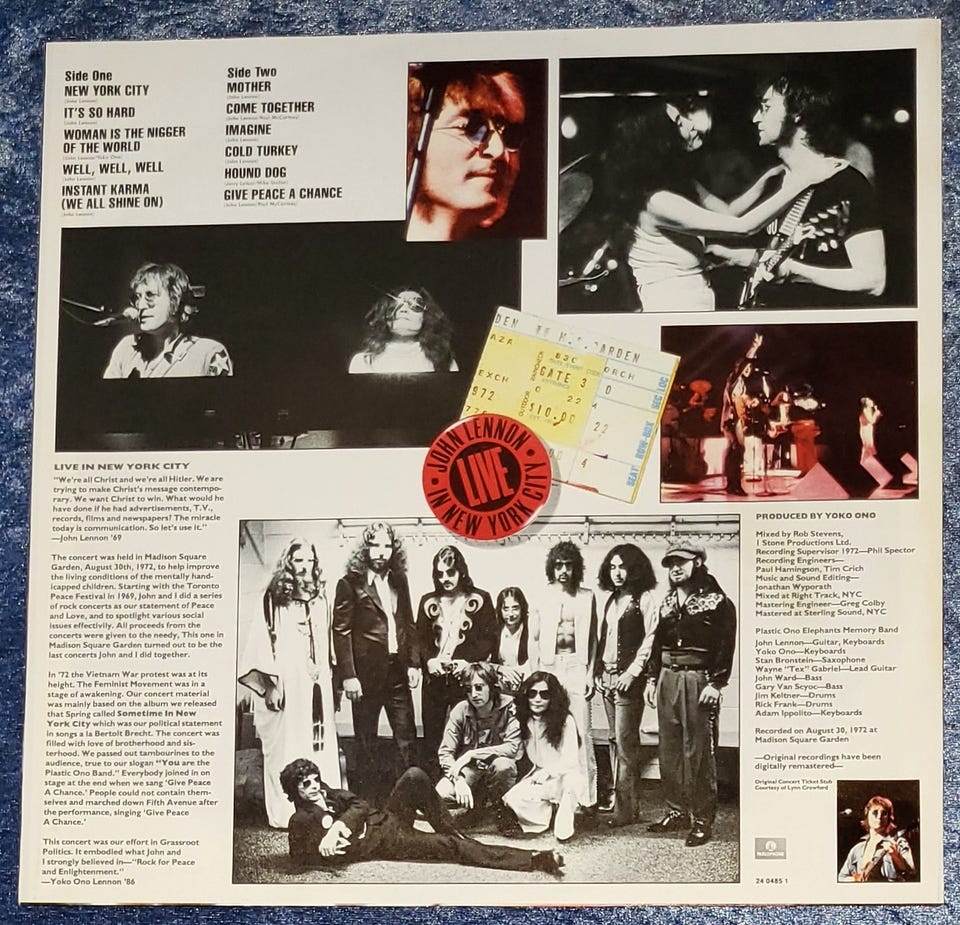 Side One
NEW YORK CITY
(John Lennon)
IT'S SO HARD
(John Lennon)
WOMAN IS THE NIGGER
OF THE WORLD
(John Lennon/Yoko Ono)
WELL, WELL, WELL
(John Lennon)
INSTANT KARMA
(WE ALL SHINE ON)
(John Lennon)
Side Two
MOTHER
(John Lennon)
COME TOGETHER
(John Lennon/Paul McCartney)
IMAGINE
(John Lennon)
COLD TURKEY
(John Lennon)
HOUND DOG
(Jerry Leiber/Mike Stoller)
GIVE PEACE A CHANCE
(John Lennon/Paul McCartney)
GARDEN
AZA
ORCH
GATE 3
EXCH
972
$10.00
22
4
SEC/LOC
ROW-BOX
SEAT
JOHN LENNON
LIVE
IN NEW YORK CITY
LIVE IN NEW YORK CITY
"We're all Christ and we're all Hitler. We are
trying to make Christ's message contempo-
rary. We want Christ to win. What would he
have done if he had advertisements, T.V.,
records, films and newspapers? The miracle
today is communication. So let's use it."
—John Lennon '69
The concert was held in Madison Square
Garden, August 30th, 1972, to help improve
the living conditions of the mentally hand-
icapped children. Starting with the Toronto
Peace Festival in 1969, John and I did a series
of rock concerts as our statement of Peace
and Love, and to spotlight various social
issues effectivily. All proceeds from the
concerts were given to the needy, This one in
Madison Square Garden turned out to be the
last concerts John and I did together.
In '72 the Vietnam War protest was at its
height. The Feminist Movement was in a
stage of awakening. Our concert material
was mainly based on the album we released
that Spring called Sometime In New
York City which was our political statement
in songs a la Bertolt Brecht. The concert was
filled with love of brotherhood and sis-
terhood. We passed out tambourines to the
audience, true to our slogan "You are the
Plastic Ono Band." Everybody joined in on
stage at the end when we sang 'Give Peace
A Chance.' People could not contain them-
selves and marched down Fifth Avenue after
the performance, singing 'Give Peace
A Chance.'
This concert was our effort in Grassroot
Politics. It embodied what John and
I strongly believed in—"Rock for Peace
and Enlightenment."
—Yoko Ono Lennon '86
PRODUCED BY YOKO ONO
Mixed by Rob Stevens,
1 Stone Productions Ltd.
Recording Supervisor 1972—Phil Spector
Recording Engineers—
Paul Hamingson, Tim Crich
Music and Sound Editing—
Jonathan Wyporath
Mixed at Right Track, NYC
Mastering Engineer—Greg Colby
Mastered at Sterling Sound, NYC
Plastic Ono Elephants Memory Band
John Lennon—Guitar, Keyboards
Yoko Ono—Keyboards
Stan Bronstein—Saxophone
Wayne "Tex" Gabriel—Lead Guitar
John Ward—Bass
Gary Van Scyoc—Bass
Jim Keltner—Drums
Rick Frank—Drums
Adam Ippolito—Keyboards
Recorded on August 30, 1972 at
Madison Square Garden
—Original recordings have been
digitally remastered—
Original Concert Ticket Stub
Courtesy of Lynn Crowford
PARLOPHONE
24 0485 1